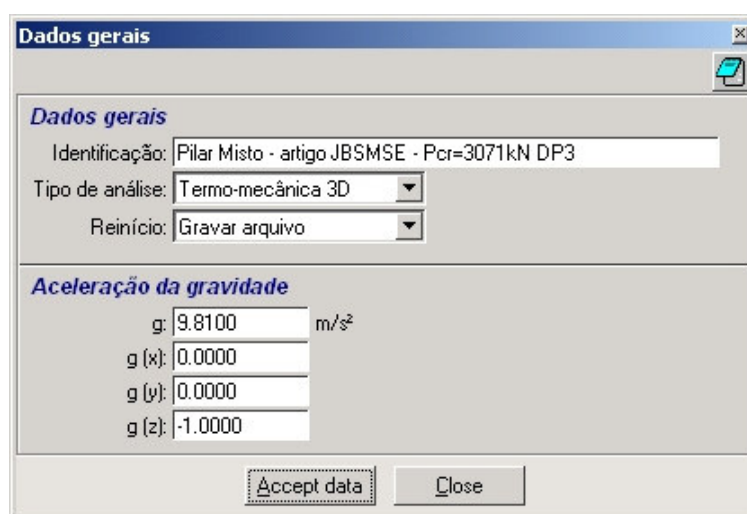 Dados gerais
Dados gerais
Identificação: Pilar Misto - artigo JBSMSE - Pcr=3071kN DP3
Tipo de análise: Termo-mecânica 3D
Reinício: Gravar arquivo
Aceleração da gravidade
g: 9.8100 m/s²
g (x): 0.0000
g (y): 0.0000
g (z): -1.0000
Accept data Close